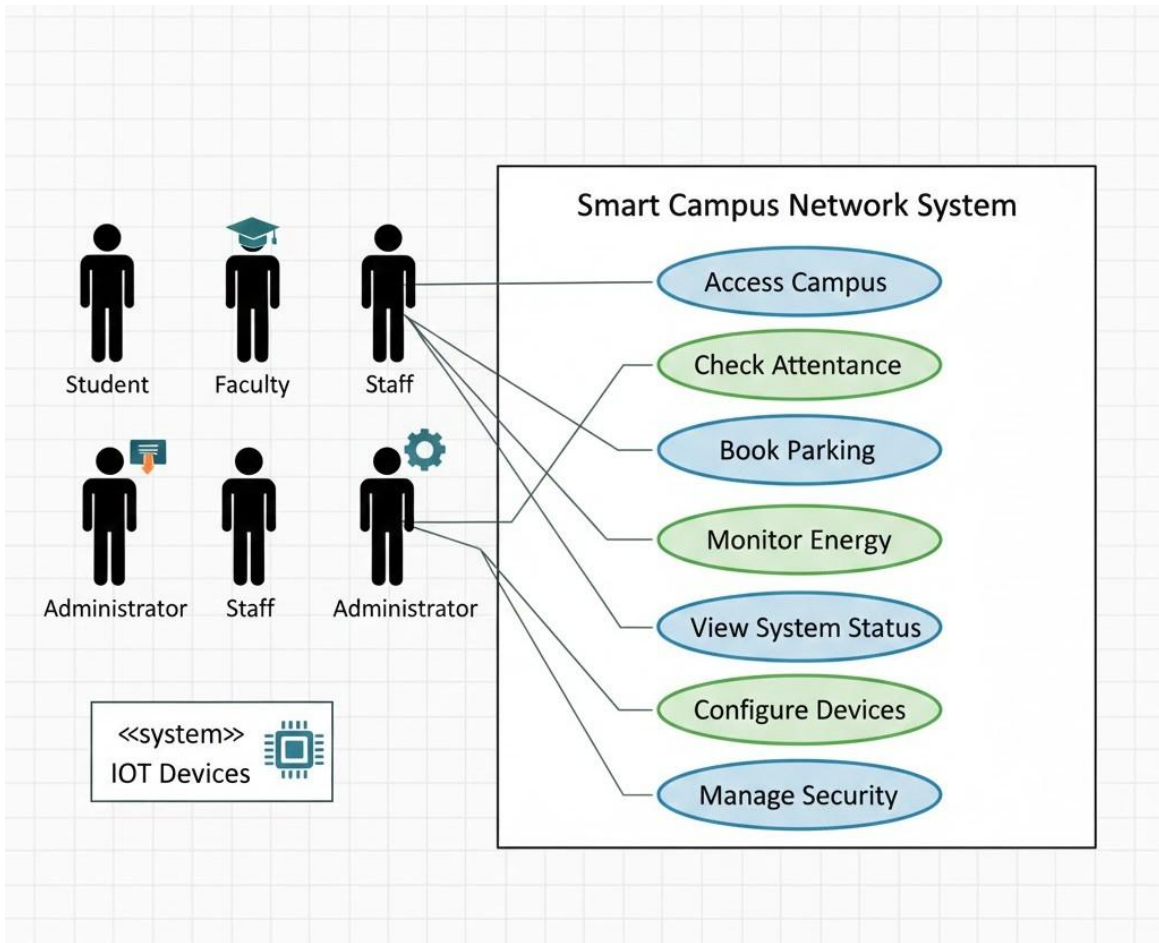 Smart Campus Network System
Student
Faculty
Staff
Administrator
Staff
Administrator
«system»
IOT Devices
Access Campus
Check Attentance
Book Parking
Monitor Energy
View System Status
Configure Devices
Manage Security